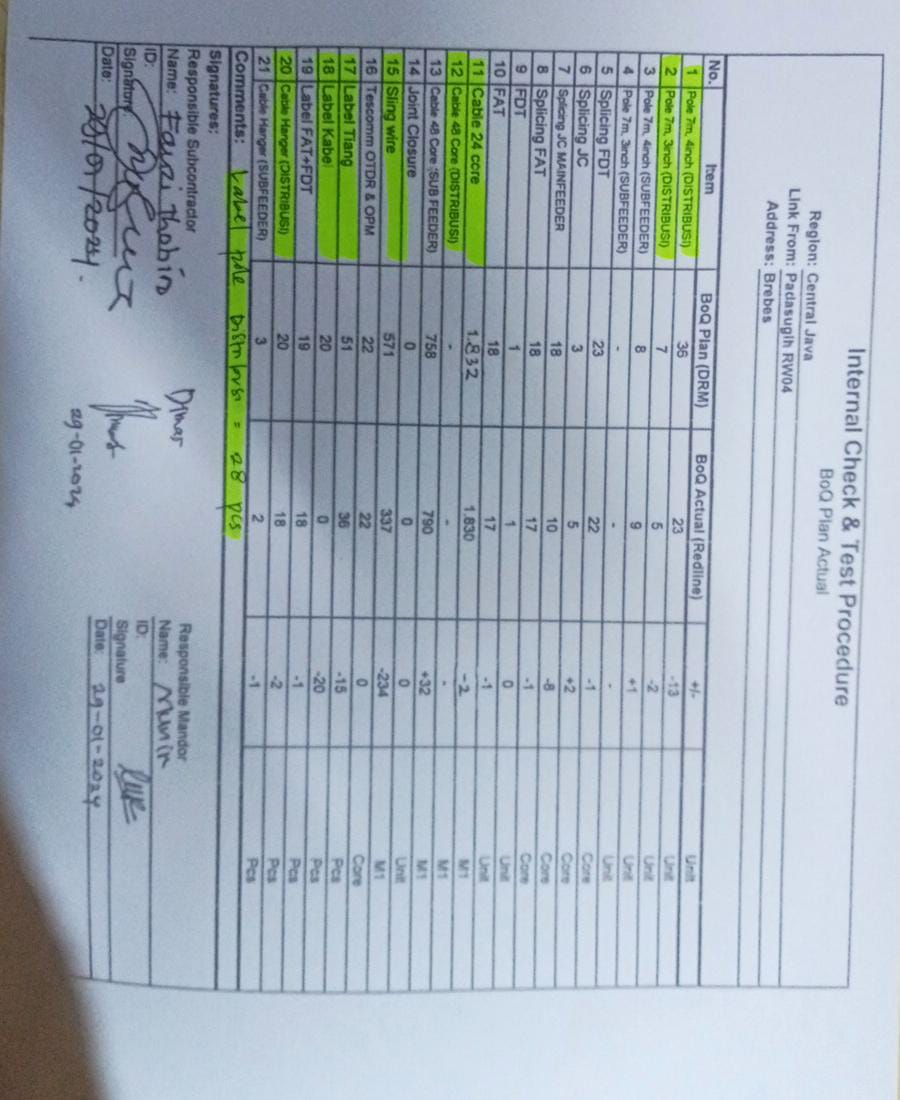 Internal Check & Test Procedure
BoQ Plan Actual
Region: Central Java
Link From: Padasugih RW04
Address: Brebes
No. Item BoQ Plan (DRM) BoQ Actual (Redline) +/- Unit
1 Pole 7m, 4inch (DISTRIBUSI) 36 23 -13 Unit
2 Pole 7m, 3inch (DISTRIBUSI) 7 5 -2 Unit
3 Pole 7m, 4inch (SUBFEEDER) 8 9 +1 Unit
4 Pole 7m, 3inch (SUBFEEDER) - - - Unit
5 Splicing FDT 23 22 -1 Core
6 Splicing JC 3 5 +2 Core
7 Splicing JC MAINFEEDER 18 10 -8 Core
8 Splicing FAT 18 17 -1 Core
9 FDT 1 1 0 Unit
10 FAT 18 17 -1 Unit
11 Cable 24 core 1.832 1.830 -2 M1
12 Cable 48 Core (DISTRIBUSI) - - - M1
13 Cable 48 Core (SUB FEEDER) 758 790 +32 M1
14 Joint Closure 0 0 0 Unit
15 Sling wire 571 337 -234 M1
16 Tescomm OTDR & OPM 22 22 0 Core
17 Label Tiang 51 36 -15 Pcs
18 Label Kabel 20 0 -20 Pcs
19 Label FAT+FDT 19 18 -1 Pcs
20 Cable Hanger (DISTRIBUSI) 20 18 -2 Pcs
21 Cable Hanger (SUBFEEDER) 3 2 -1 Pcs
Comments: Label pole Distribusi = 28 pcs
Signatures:
Responsible Subcontractor
Name: Fauzi Thobiro
ID:
Signature:
Date: 29/01/2024.
Dimas
29-01-2024
Responsible Mandor
Name: Munir
ID:
Signature
Date: 29-01-2024